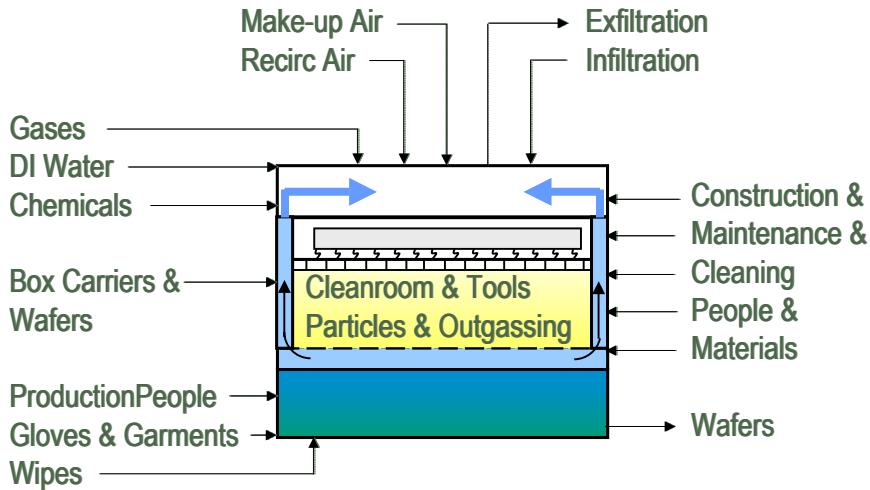 Make-up Air
Recirc Air
Exfiltration
Infiltration
Gases
DI Water
Chemicals
Box Carriers &
Wafers
ProductionPeople
Gloves & Garments
Wipes
Cleanroom & Tools
Particles & Outgassing
Construction &
Maintenance &
Cleaning
People &
Materials
Wafers